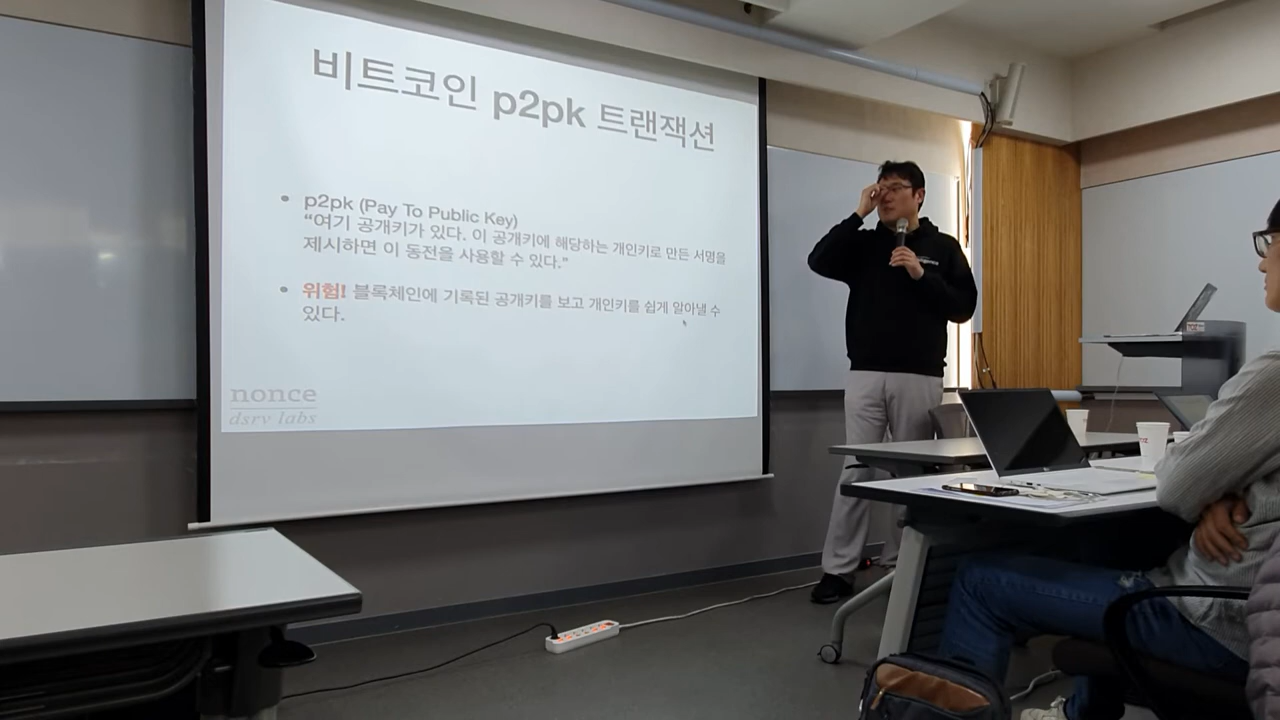 비트코인 p2pk 트랜잭션
• p2pk (Pay To Public Key)
“여기 공개키가 있다. 이 공개키에 해당하는 개인키로 만든 서명을
제시하면 이 동전을 사용할 수 있다.”
• 위험! 블록체인에 기록된 공개키를 보고 개인키를 쉽게 알아낼 수
있다.
nonce
dsrv labs